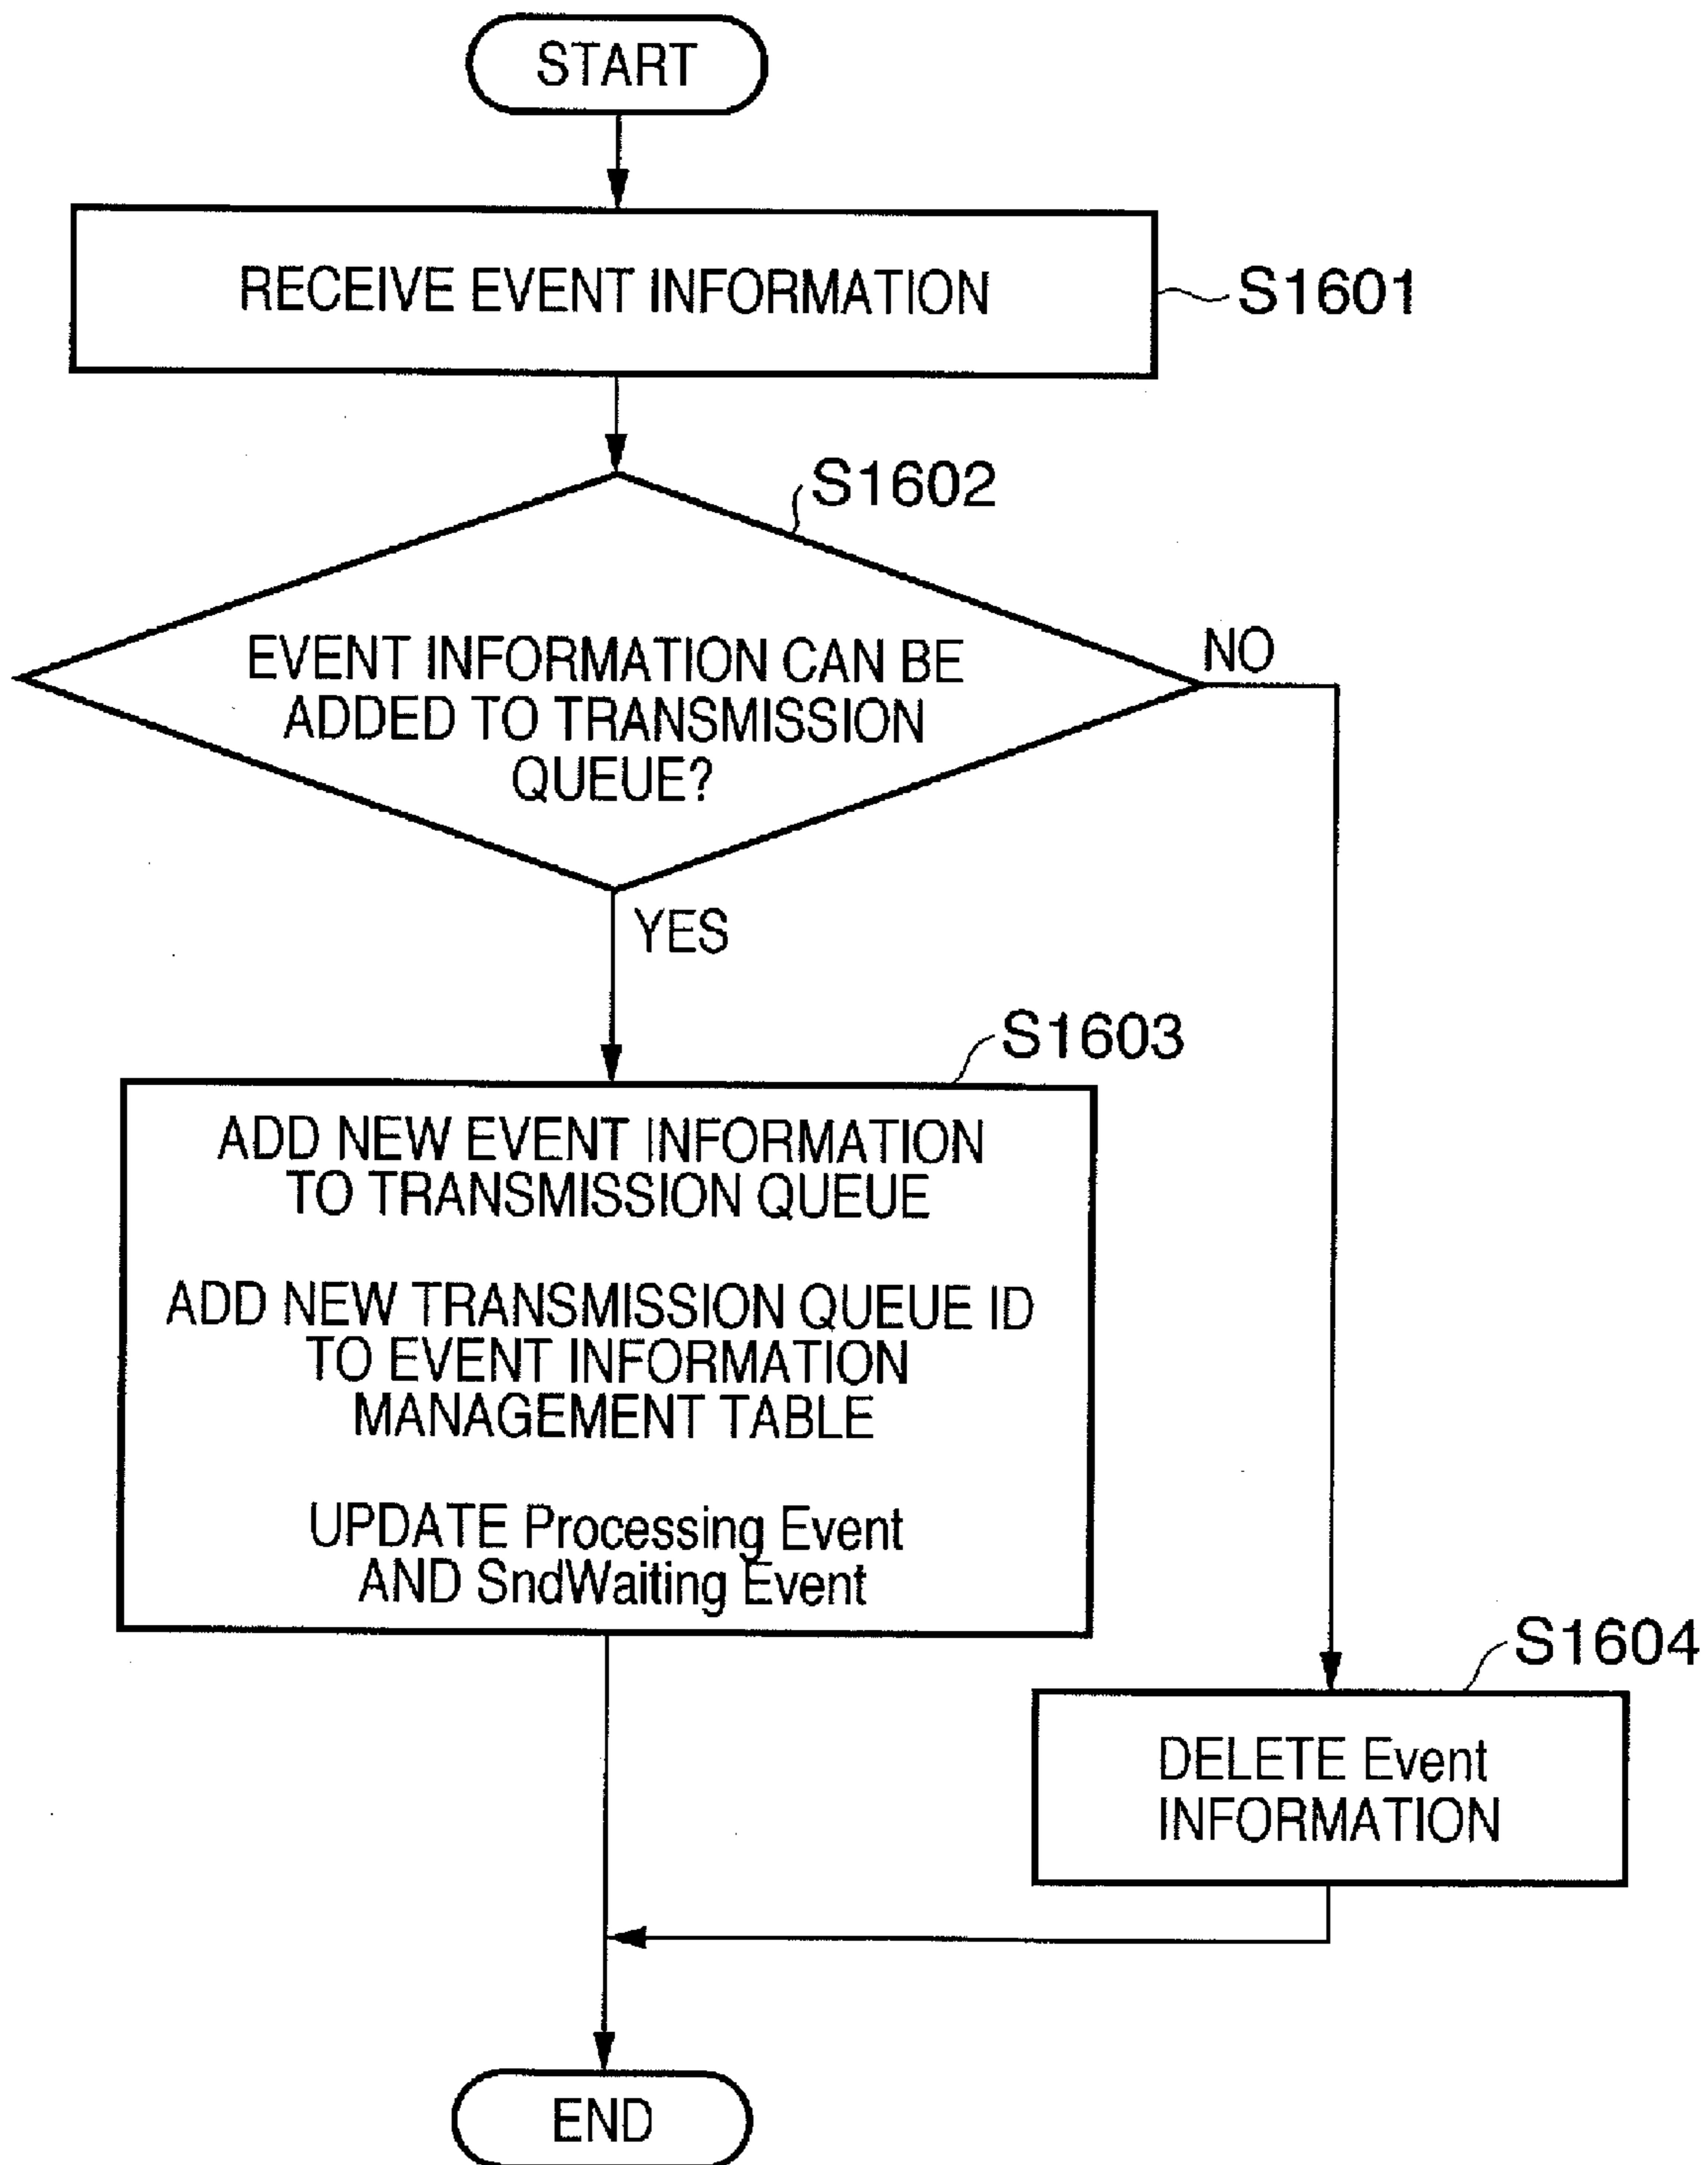 START
RECEIVE EVENT INFORMATION
S1601
S1602
EVENT INFORMATION CAN BE
ADDED TO TRANSMISSION
QUEUE?
NO
YES
S1603
ADD NEW EVENT INFORMATION
TO TRANSMISSION QUEUE
ADD NEW TRANSMISSION QUEUE ID
TO EVENT INFORMATION
MANAGEMENT TABLE
UPDATE Processing Event
AND SndWaiting Event
S1604
DELETE Event
INFORMATION
END